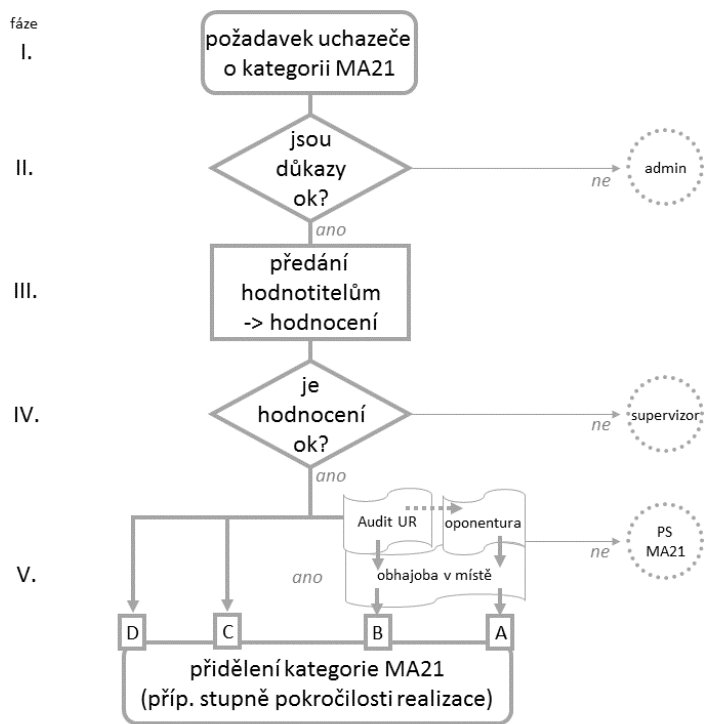 fáze
I.
požadavek uchazeče
o kategorii MA21
II.
jsou
důkazy
ok?
ne
admin
ano
III.
předání
hodnotitelům
-> hodnocení
IV.
je
hodnocení
ok?
ne
supervizor
ano
Audit UR
oponentura
PS
MA21
ne
V.
ano
obhajoba v místě
D
C
B
A
přidělení kategorie MA21
(příp. stupně pokročilosti realizace)